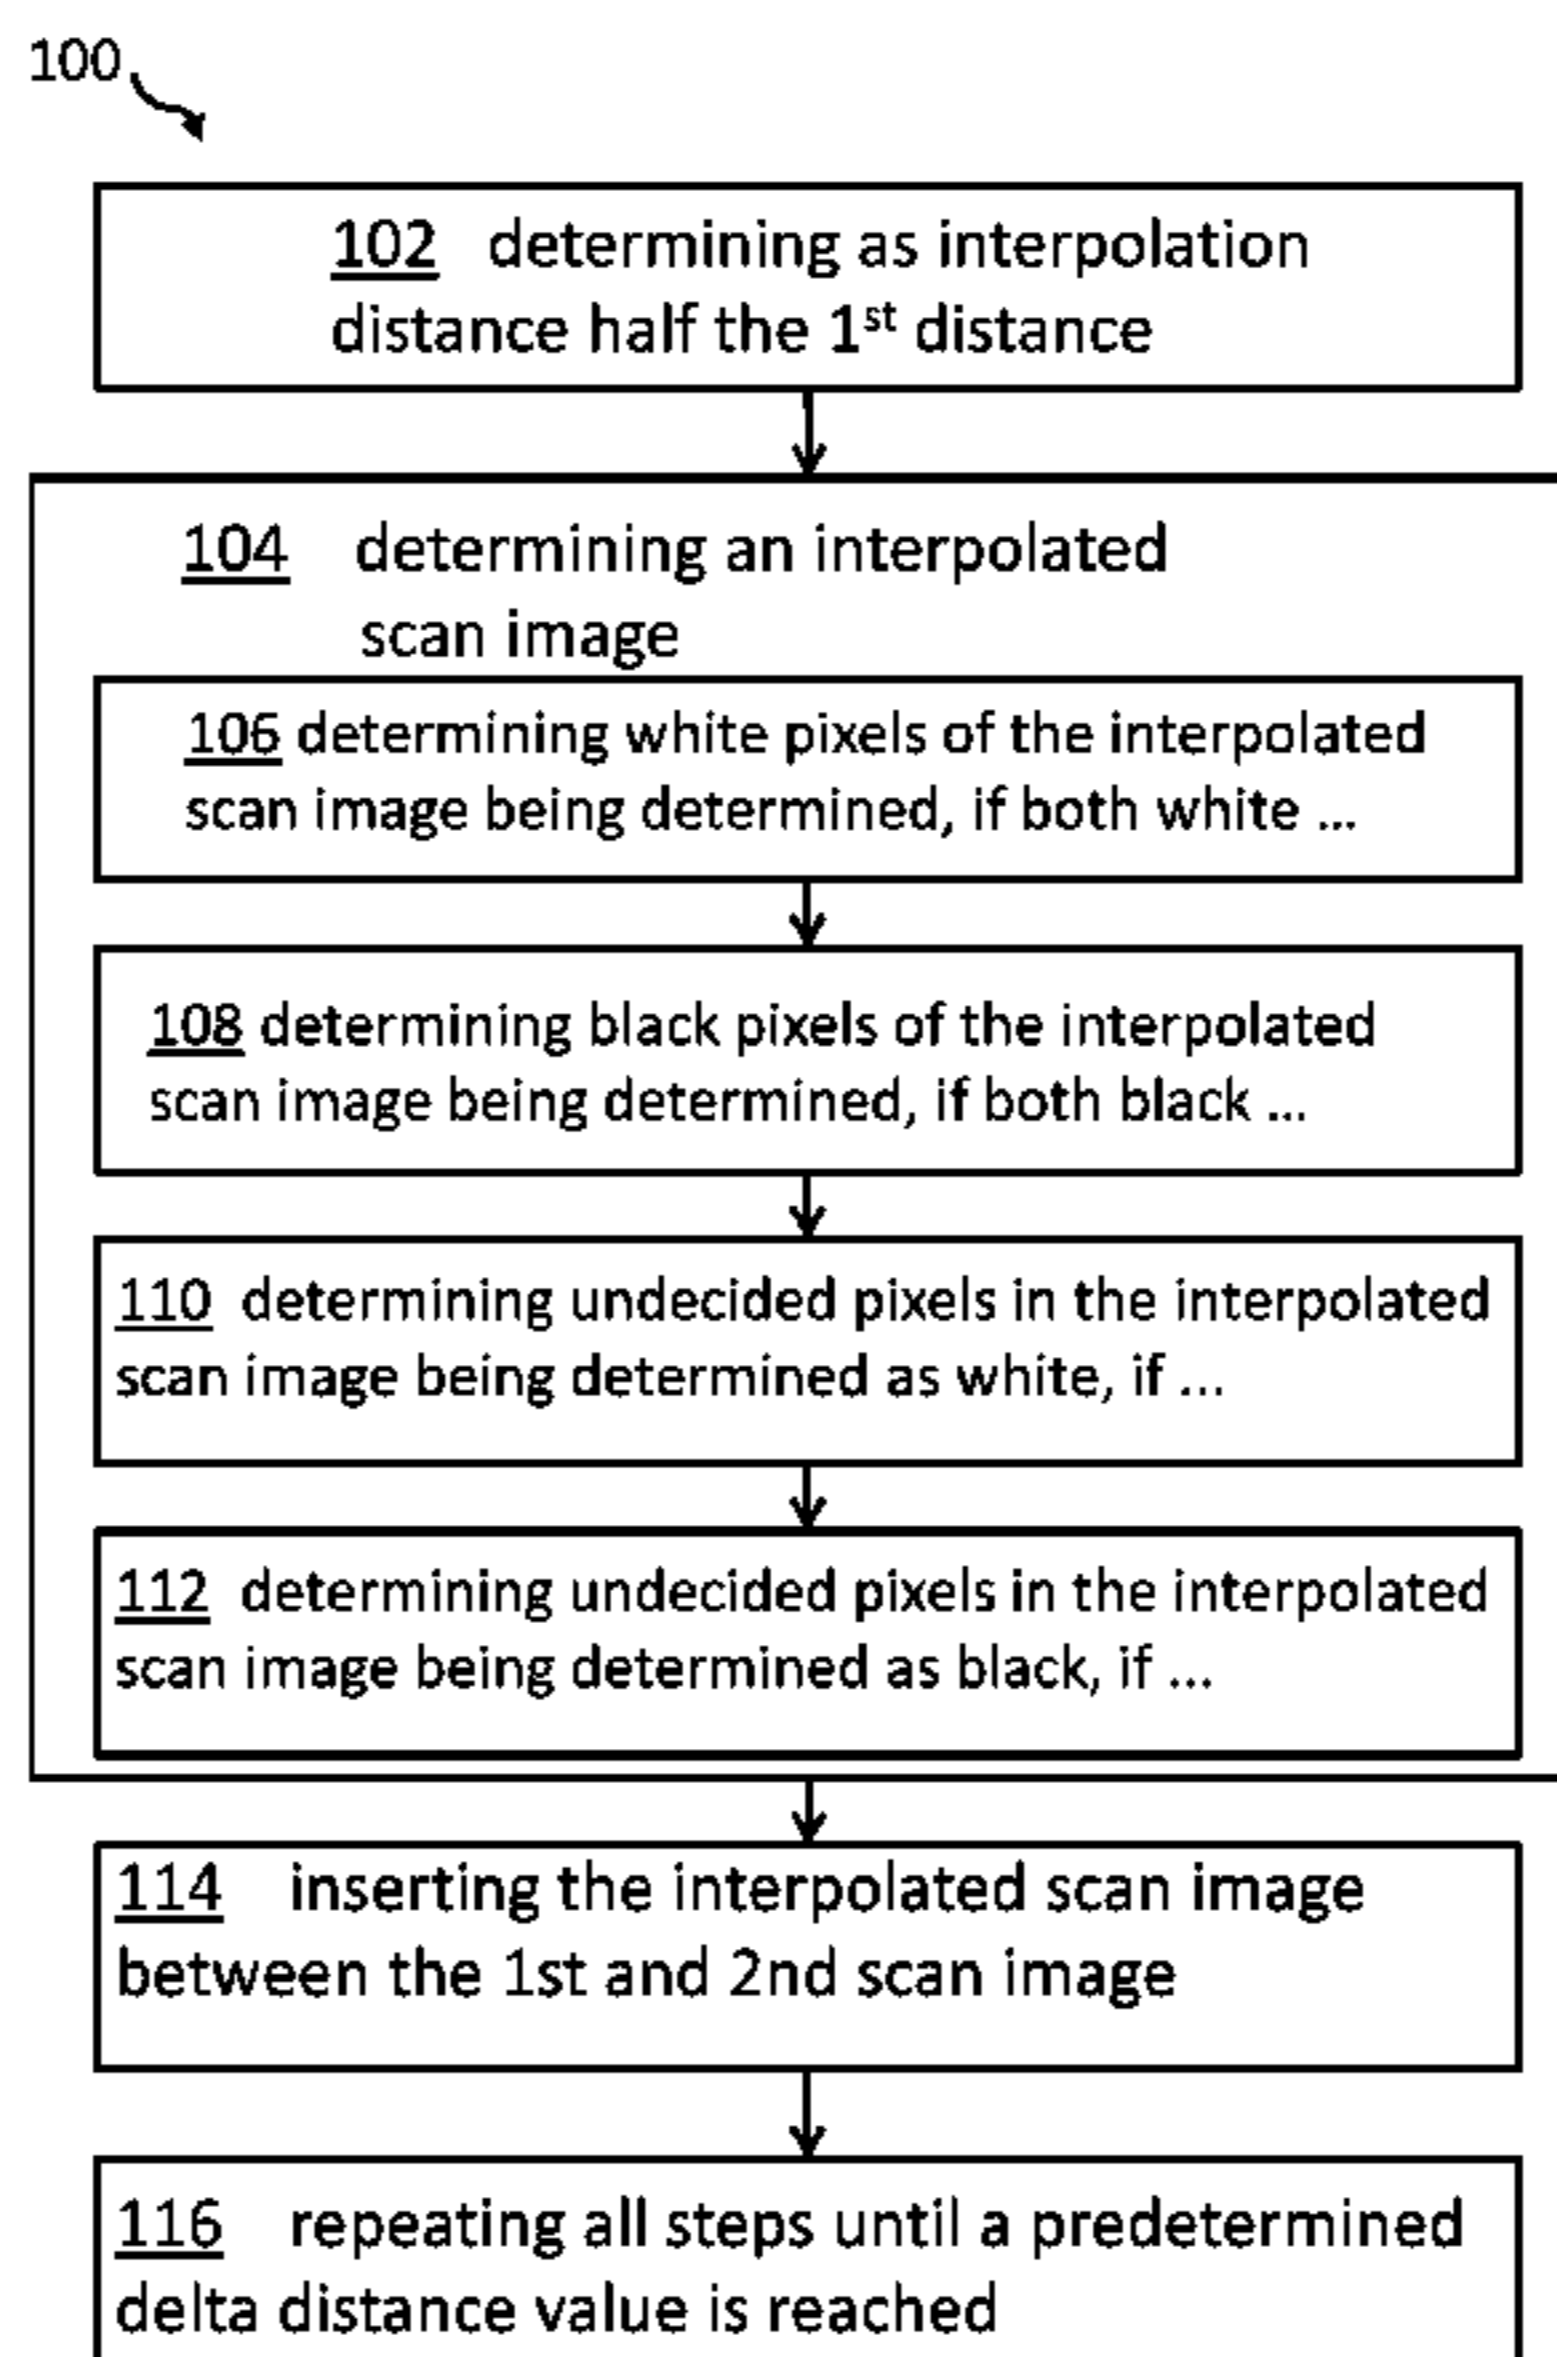 100
102 determining as interpolation
distance half the 1st distance
104 determining an interpolated
scan image
106 determining white pixels of the interpolated
scan image being determined, if both white ...
108 determining black pixels of the interpolated
scan image being determined, if both black ...
110 determining undecided pixels in the interpolated
scan image being determined as white, if ...
112 determining undecided pixels in the interpolated
scan image being determined as black, if ...
114 inserting the interpolated scan image
between the 1st and 2nd scan image
116 repeating all steps until a predetermined
delta distance value is reached